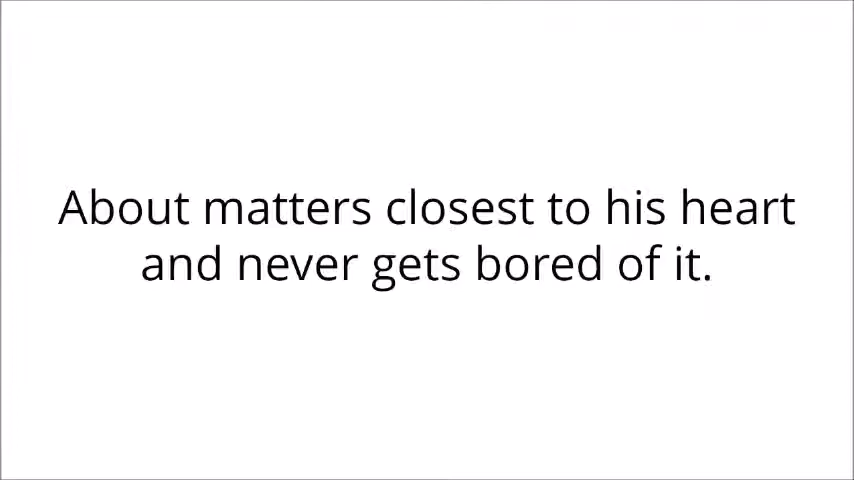 About matters closest to his heart
and never gets bored of it.